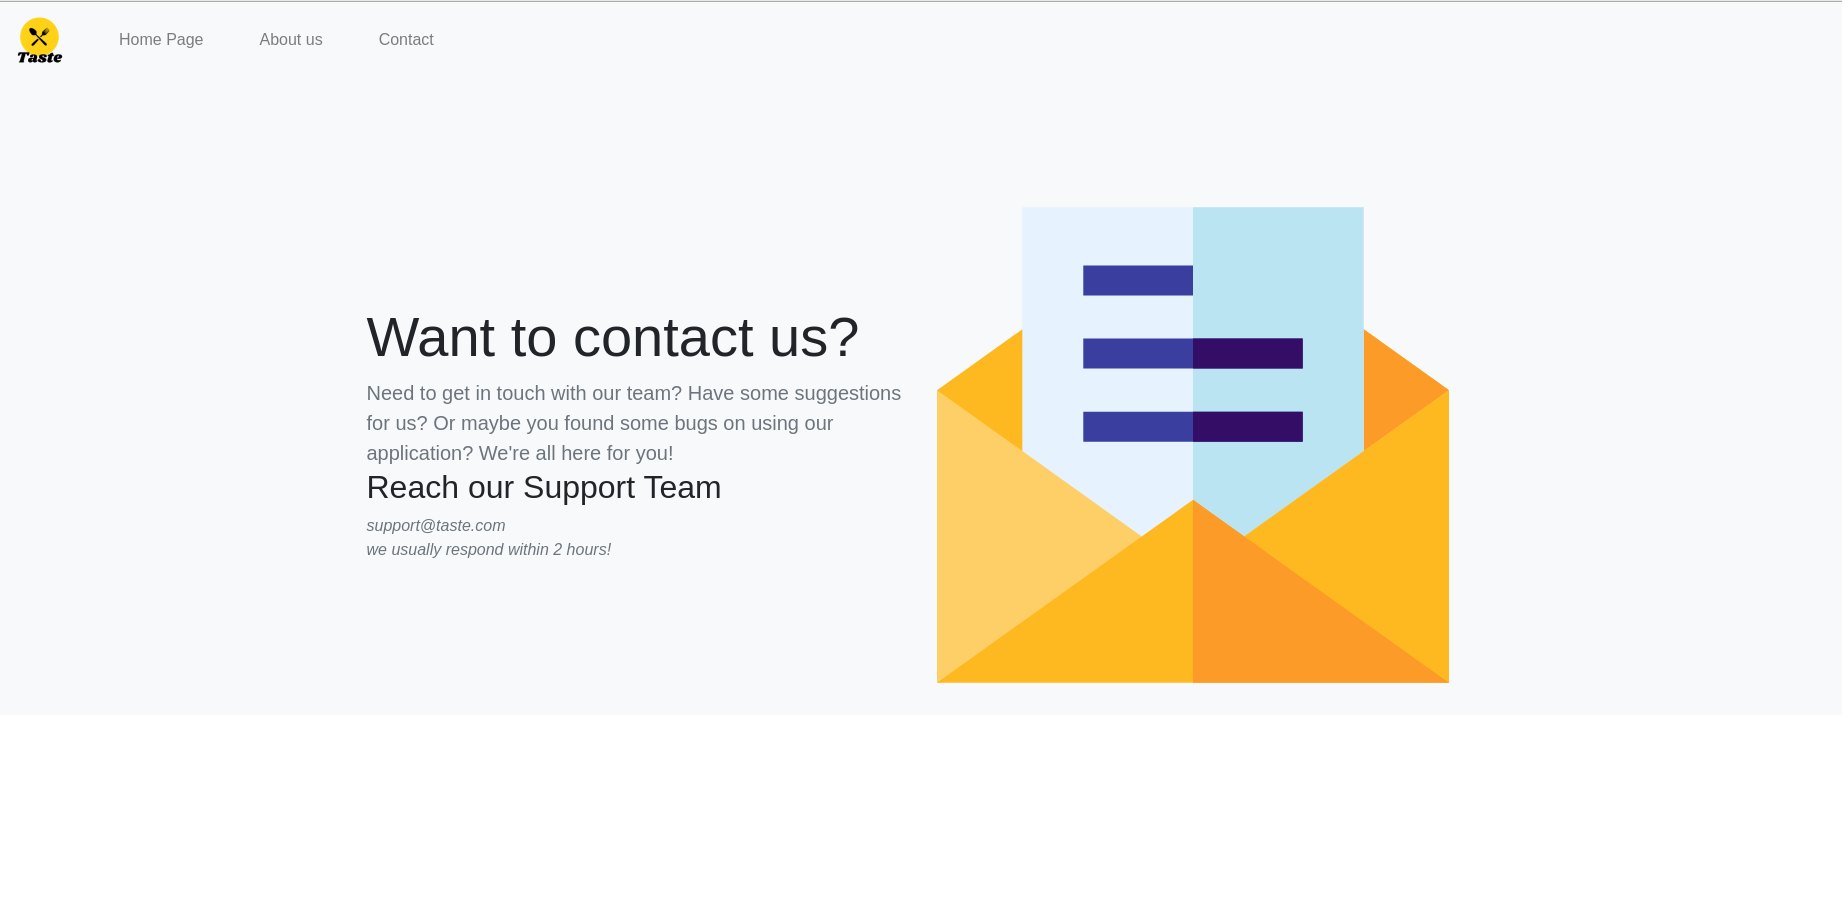 Taste
Home Page
About us
Contact
Want to contact us?
Need to get in touch with our team? Have some suggestions
for us? Or maybe you found some bugs on using our
application? We're all here for you!
Reach our Support Team
support@taste.com
we usually respond within 2 hours!